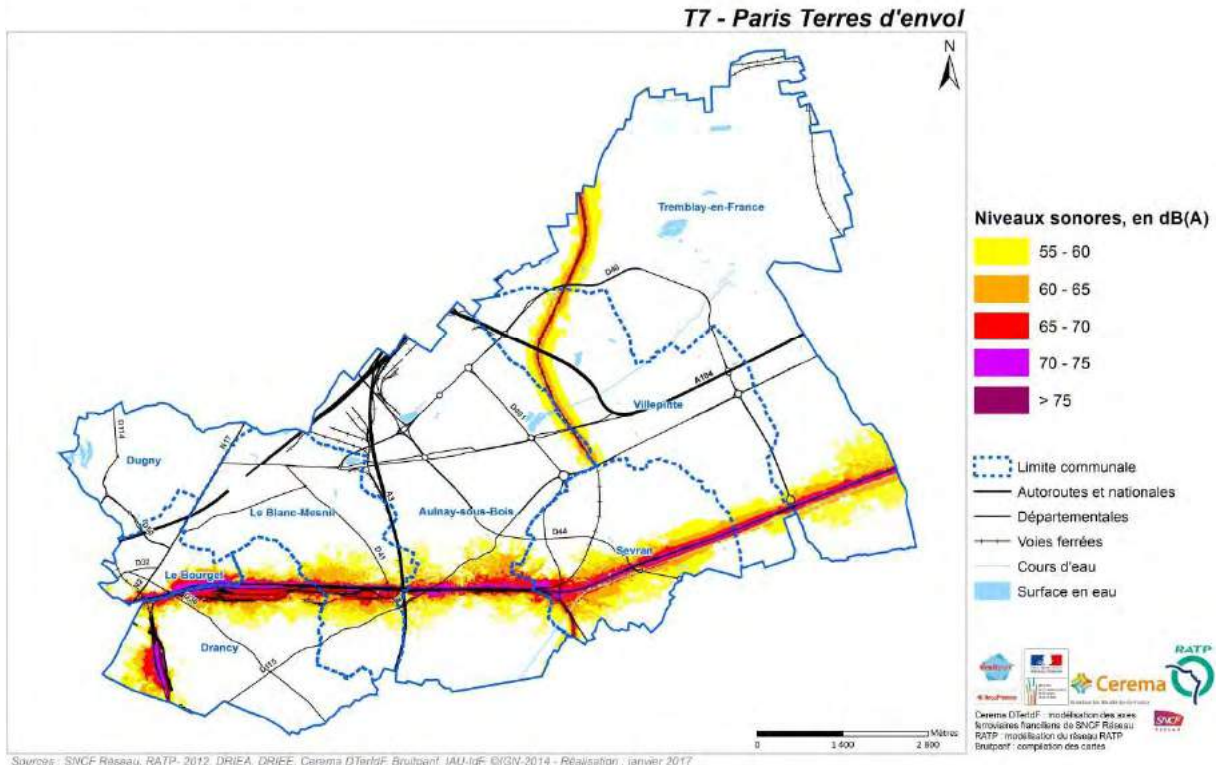 T7 - Paris Terres d'envol
N
Tremblay-en-France
D40
Villepinte
A104
D114
N17
Dugny
Le Blanc-Mesnil
A3
Aulnay-sous-Bois
D44
D41
D32
Le Bourget
Sevran
Drancy
D115
Mètres
0 1 400 2 800
Niveaux sonores, en dB(A)
55 - 60
60 - 65
65 - 70
70 - 75
> 75
Limite communale
Autoroutes et nationales
Départementales
Voies ferrées
Cours d'eau
Surface en eau
RATP
Cerema
SNCF
Cerema DTerIdF : modélisation des axes
ferroviaires franciliens de SNCF Réseau
RATP : modélisation du réseau RATP
Bruitparif : compilation des cartes
Sources : SNCF Réseau, RATP- 2012, DRIEA, DRIEE, Cerema DTerIdF, Bruitparif, IAU-IdF, ©IGN-2014 - Réalisation : janvier 2017